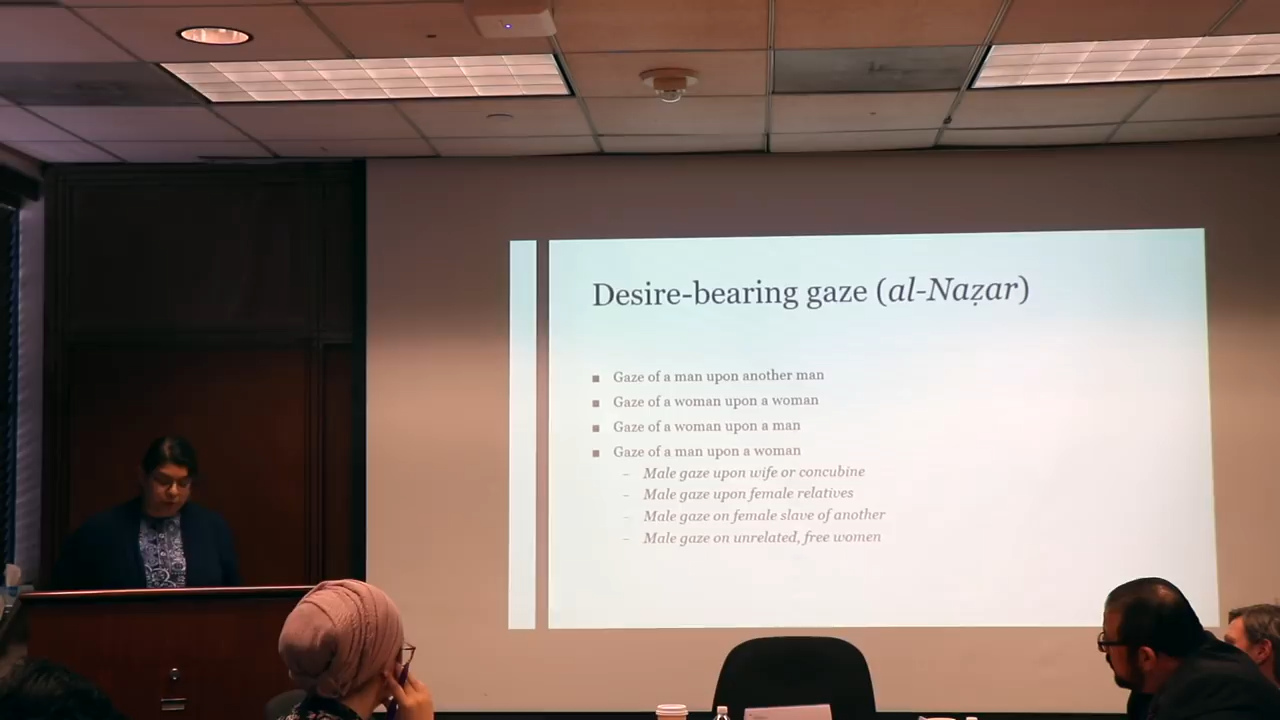 Desire-bearing gaze (al-Naẓar)
■ Gaze of a man upon another man
■ Gaze of a woman upon a woman
■ Gaze of a woman upon a man
■ Gaze of a man upon a woman
– Male gaze upon wife or concubine
– Male gaze upon female relatives
– Male gaze on female slave of another
– Male gaze on unrelated, free women